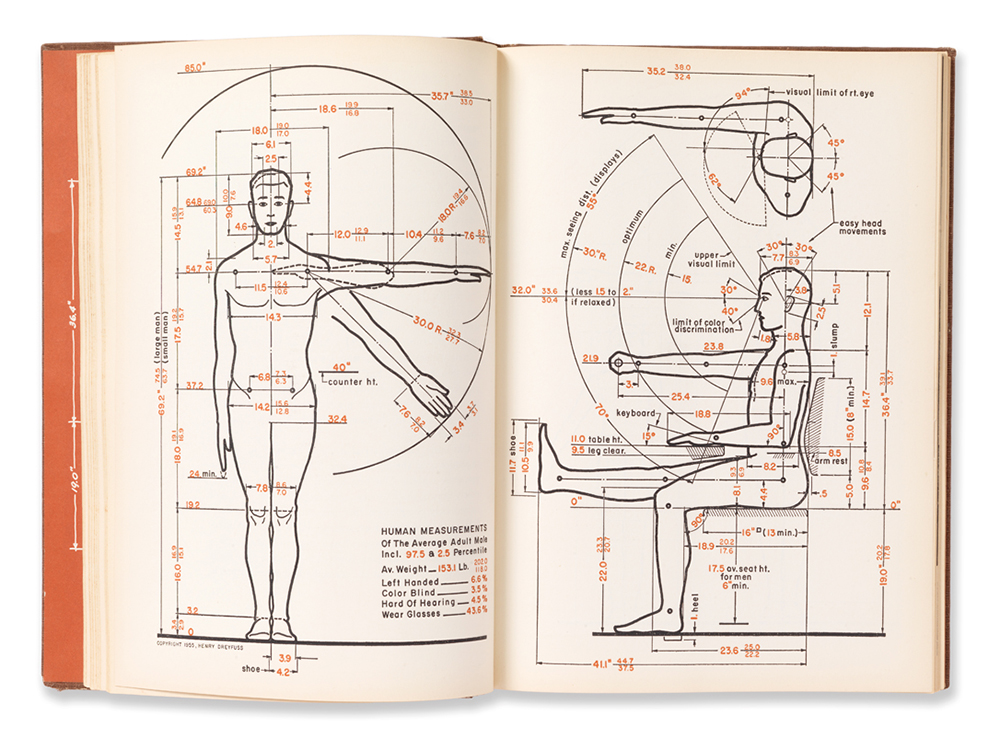 36.4"
19.0"
85.0"
35.7" 38.5 33.0
18.6 19.9 16.8
18.0 19.0 17.0
6.1
2.5
69.2"
4.4
64.8 69.0 60.3
9.0 10.0 7.6
14.5 15.9 13.1
4.6
2.
18.0 R. 19.4
12.0 12.9 11.1
10.4 11.2 9.6
7.6 8.2 7.0
5.7
2.1
54.7
11.5 12.4 10.6
14.3
30.0 R. 32.3 27.7
17.5 19.2
69.2" 74.5 (large man) 63.7 (small man)
40"
counter ht.
37.2
6.8 7.3 6.3
14.2 15.6 12.8
7.6 8.2 7.0
3.4
32.4
18.0 19.1 16.9
24 min.
7.8 8.6 7.0
19.2
16.0 16.9 15.1
3.2
0
HUMAN MEASUREMENTS
Of The Average Adult Male
Incl. 97.5 & 2.5 Percentile
Av. Weight — 153.1 Lb. 202.0 118.0
Left Handed — 6.6%
Color Blind — 3.5%
Hard Of Hearing — 4.5%
Wear Glasses — 43.6%
COPYRIGHT 1955, HENRY DREYFUSS
3.9
shoe 4.2
35.2 38.0 32.4
94°
visual limit of rt. eye
45°
45°
62°
easy head
movements
max. seeing dist. (displays)
55°
30." R.
optimum
22. R.
min.
15.
upper
visual limit
30° 30°
7.7 8.3 6.9
3.8
5.1
2.5
32.0" 33.6 30.4 (less 1.5 to 2."
if relaxed)
30°
40°
limit of color
discrimination
1.8 5.8
12.1
1. slump
21.9
23.8
3.
9.6 max.
25.4
70°
14.7
36.4" 39.1 33.7
18.8
keyboard
15°
90°
15.0 (8" min.)
11.0 table ht.
9.5 leg clear.
8.5
arm rest
11.7 shoe
10.5 11.1 9.9
8.2
9.3 6.9
8.1
4.4
5.0
9.6 10.8 8.4
.5
0"
0"
90°
16" (13 min.)
18.9 20.2 17.6
22.0 23.3 20.7
17.5 av. seat ht.
for men
6" min.
19.0" 20.2 17.8
1. heel
23.6 25.0 22.2
41.1" 44.7 37.5